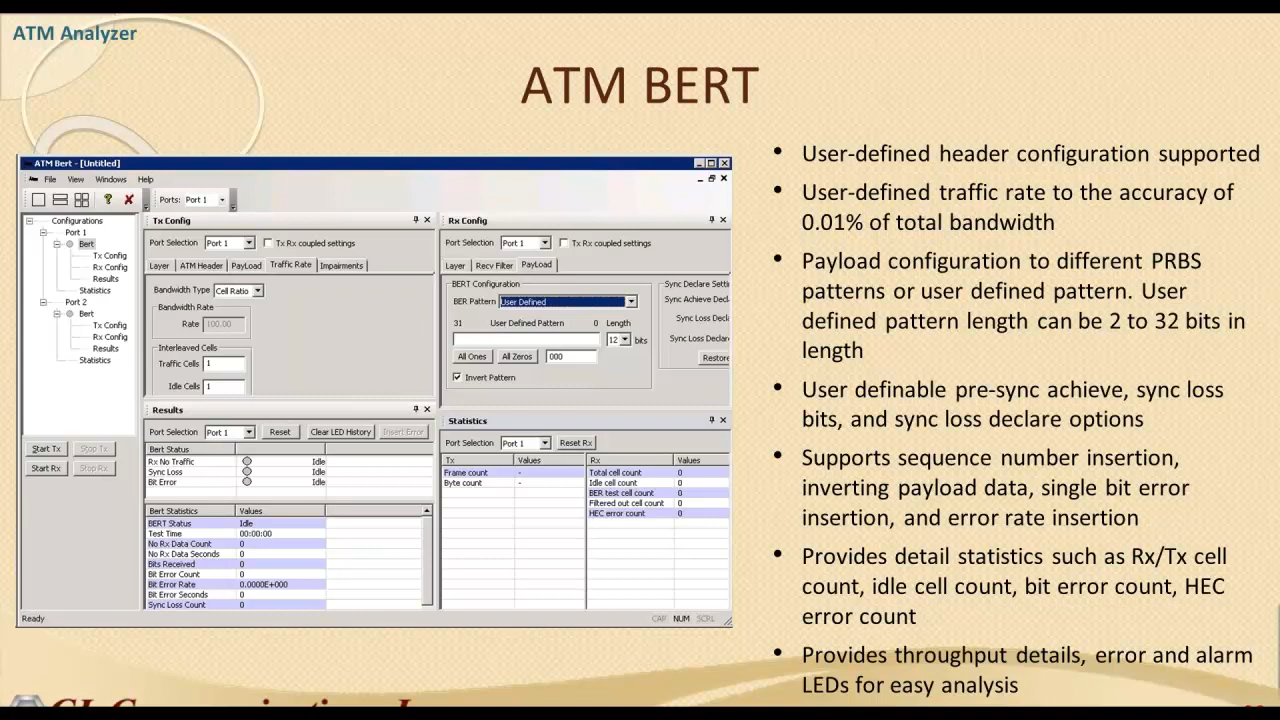 ATM Analyzer
ATM BERT
ATM Bert - [Untitled]
File View Windows Help
Ports: Port 1
Configurations
Port 1
Bert
Tx Config
Rx Config
Results
Statistics
Port 2
Bert
Tx Config
Rx Config
Results
Statistics
Start Tx Stop Tx
Start Rx Stop Rx
Tx Config
Port Selection Port 1 Tx Rx coupled settings
Layer ATM Header PayLoad Traffic Rate Impairments
Bandwidth Type Cell Ratio
Bandwidth Rate
Rate 100.00
Interleaved Cells
Traffic Cells 1
Idle Cells 1
Rx Config
Port Selection Port 1 Tx Rx coupled settings
Layer Recv Filter PayLoad
BERT Configuration
BER Pattern User Defined
31 User Defined Pattern 0 Length
12 bits
All Ones All Zeros 000
Invert Pattern
Sync Declare Setti
Sync Achieve Decl
Sync Loss Decl
Sync Loss Declar
Restore
Results
Port Selection Port 1 Reset Clear LED History Insert Error
Bert Status
Rx No Traffic Idle
Sync Loss Idle
Bit Error Idle
Bert Statistics Values
BERT Status Idle
Test Time 00:00:00
No Rx Data Count 0
No Rx Data Seconds 0
Bits Received 0
Bit Error Count 0
Bit Error Rate 0.0000E+000
Bit Error Seconds 0
Sync Loss Count 0
Statistics
Port Selection Port 1 Reset Rx
Tx Values Rx Values
Frame count - Total cell count 0
Byte count - Idle cell count 0
BER test cell count 0
Filtered out cell count 0
HEC error count 0
Ready CAP NUM SCRL
• User-defined header configuration supported
• User-defined traffic rate to the accuracy of
0.01% of total bandwidth
• Payload configuration to different PRBS
patterns or user defined pattern. User
defined pattern length can be 2 to 32 bits in
length
• User definable pre-sync achieve, sync loss
bits, and sync loss declare options
• Supports sequence number insertion,
inverting payload data, single bit error
insertion, and error rate insertion
• Provides detail statistics such as Rx/Tx cell
count, idle cell count, bit error count, HEC
error count
• Provides throughput details, error and alarm
LEDs for easy analysis